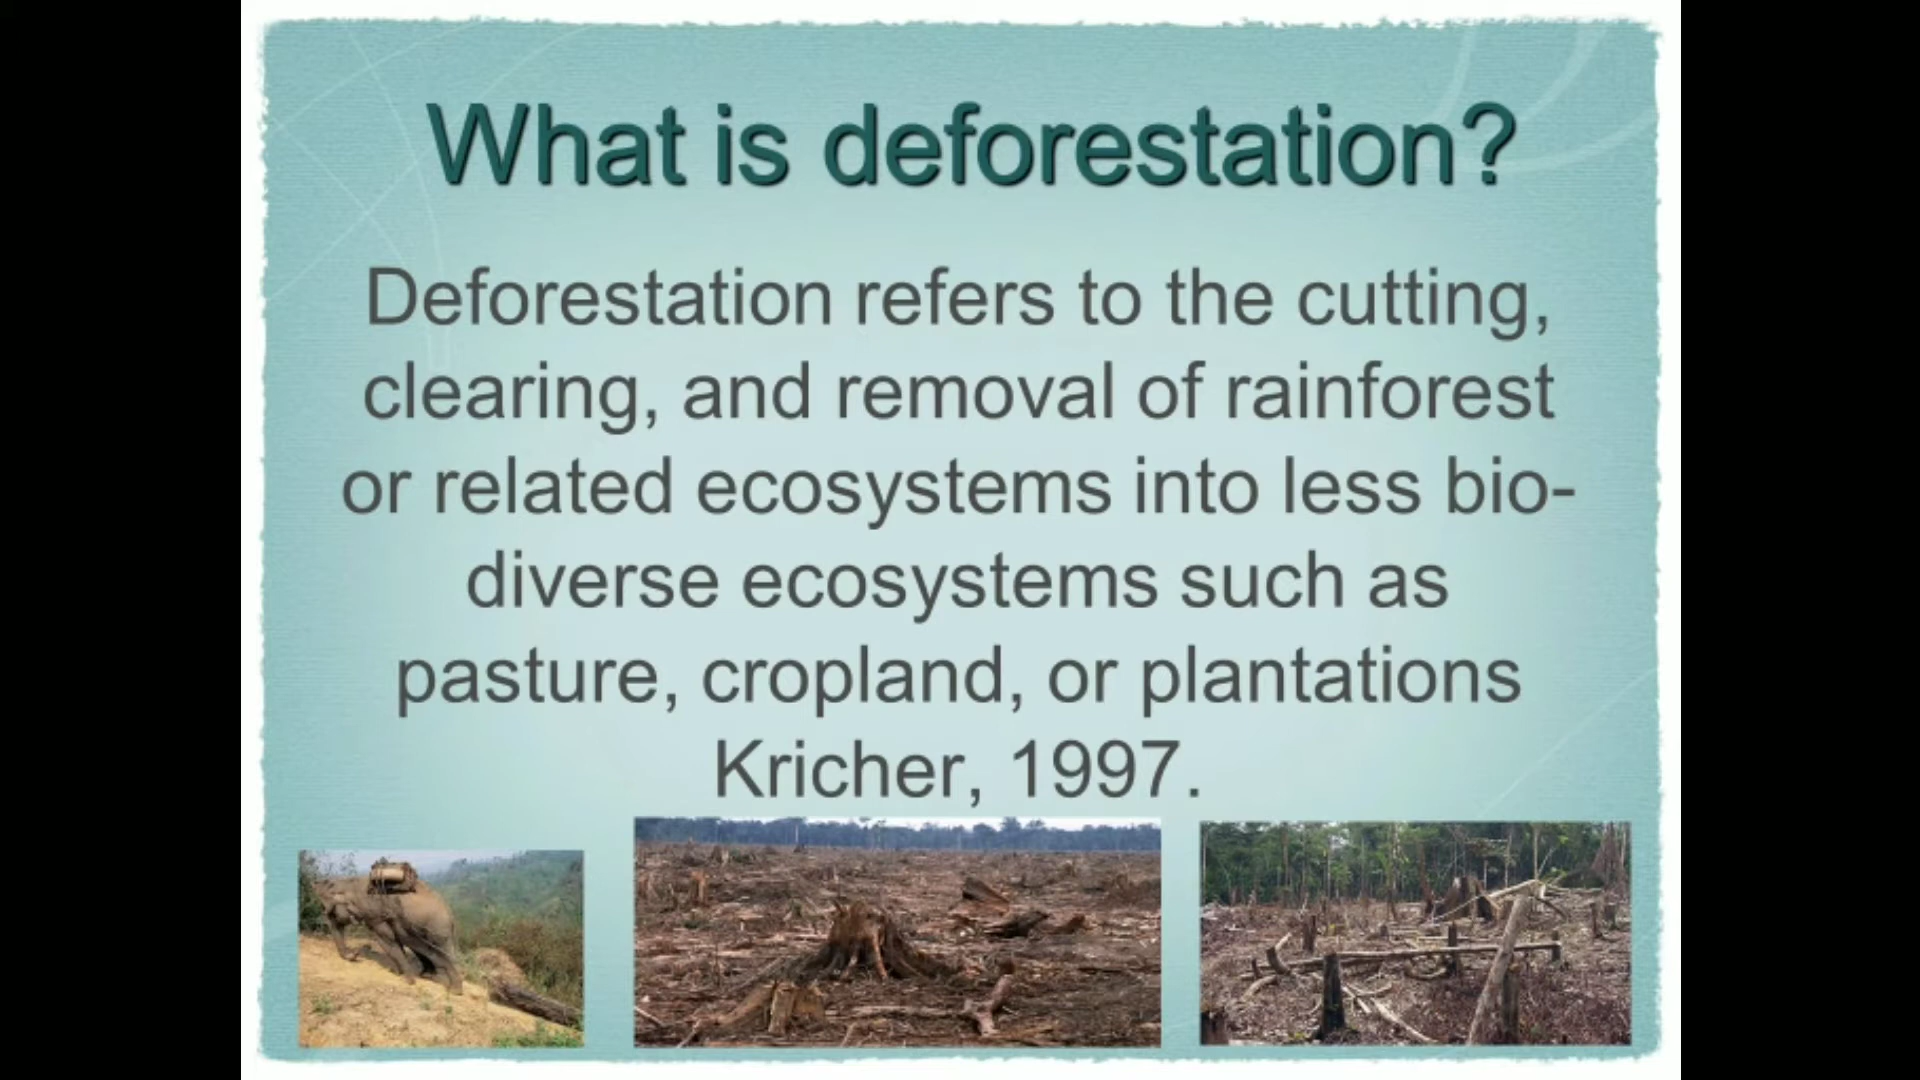 What is deforestation?
Deforestation refers to the cutting,
clearing, and removal of rainforest
or related ecosystems into less bio-
diverse ecosystems such as
pasture, cropland, or plantations
Kricher, 1997.